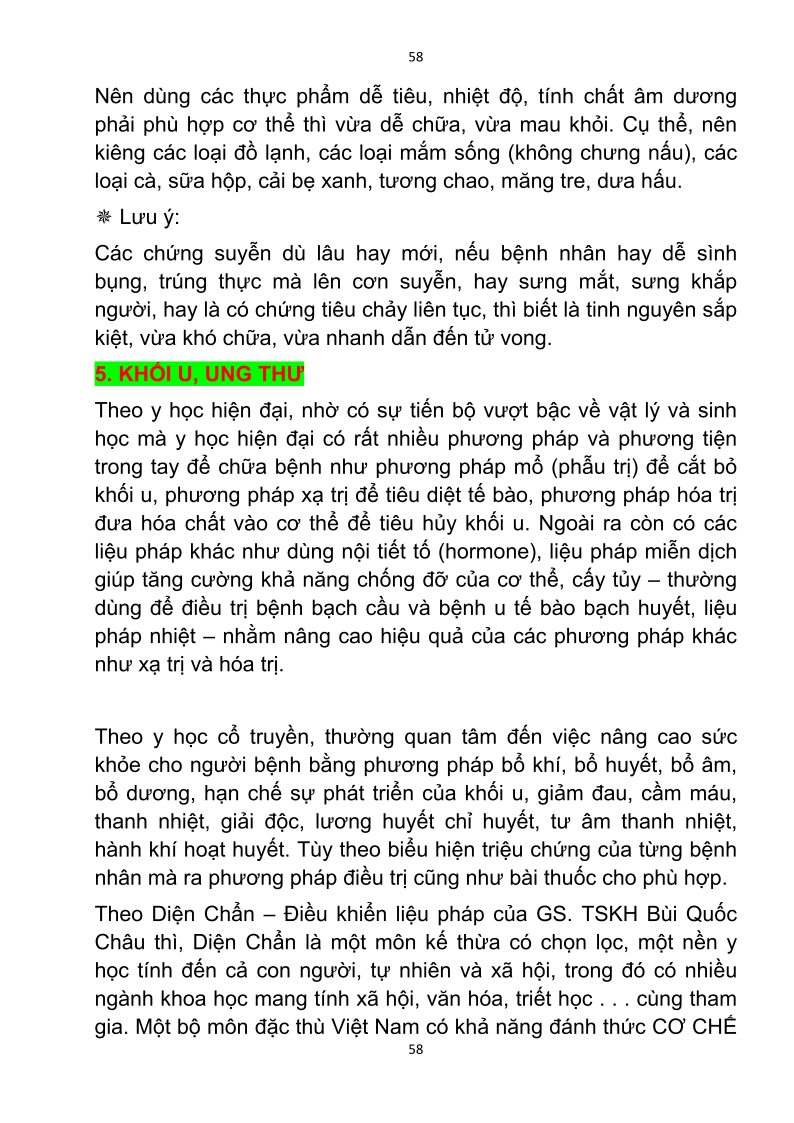 58
Nên dùng các thực phẩm dễ tiêu, nhiệt độ, tính chất âm dương
phải phù hợp cơ thể thì vừa dễ chữa, vừa mau khỏi. Cụ thể, nên
kiêng các loại đồ lạnh, các loại mắm sống (không chưng nấu), các
loại cà, sữa hộp, cải bẹ xanh, tương chao, măng tre, dưa hấu.
✵ Lưu ý:
Các chứng suyễn dù lâu hay mới, nếu bệnh nhân hay dễ sình
bụng, trúng thực mà lên cơn suyễn, hay sưng mắt, sưng khắp
người, hay là có chứng tiêu chảy liên tục, thì biết là tinh nguyên sắp
kiệt, vừa khó chữa, vừa nhanh dẫn đến tử vong.
5. KHỐI U, UNG THƯ
Theo y học hiện đại, nhờ có sự tiến bộ vượt bậc về vật lý và sinh
học mà y học hiện đại có rất nhiều phương pháp và phương tiện
trong tay để chữa bệnh như phương pháp mổ (phẫu trị) để cắt bỏ
khối u, phương pháp xạ trị để tiêu diệt tế bào, phương pháp hóa trị
đưa hóa chất vào cơ thể để tiêu hủy khối u. Ngoài ra còn có các
liệu pháp khác như dùng nội tiết tố (hormone), liệu pháp miễn dịch
giúp tăng cường khả năng chống đỡ của cơ thể, cấy tủy – thường
dùng để điều trị bệnh bạch cầu và bệnh u tế bào bạch huyết, liệu
pháp nhiệt – nhằm nâng cao hiệu quả của các phương pháp khác
như xạ trị và hóa trị.
Theo y học cổ truyền, thường quan tâm đến việc nâng cao sức
khỏe cho người bệnh bằng phương pháp bổ khí, bổ huyết, bổ âm,
bổ dương, hạn chế sự phát triển của khối u, giảm đau, cầm máu,
thanh nhiệt, giải độc, lương huyết chỉ huyết, tư âm thanh nhiệt,
hành khí hoạt huyết. Tùy theo biểu hiện triệu chứng của từng bệnh
nhân mà ra phương pháp điều trị cũng như bài thuốc cho phù hợp.
Theo Diện Chẩn – Điều khiển liệu pháp của GS. TSKH Bùi Quốc
Châu thì, Diện Chẩn là một môn kế thừa có chọn lọc, một nền y
học tính đến cả con người, tự nhiên và xã hội, trong đó có nhiều
ngành khoa học mang tính xã hội, văn hóa, triết học . . . cùng tham
gia. Một bộ môn đặc thù Việt Nam có khả năng đánh thức CƠ CHẾ
58